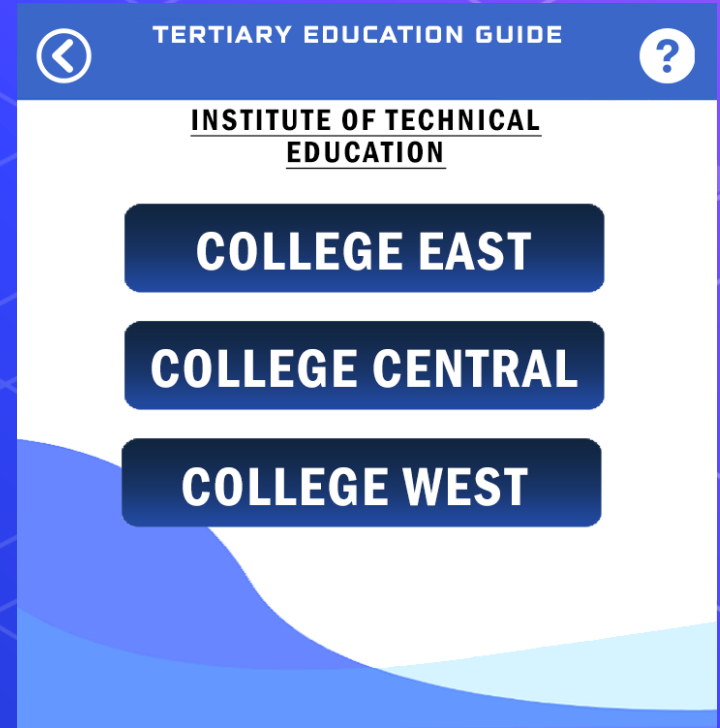 TERTIARY EDUCATION GUIDE
?
INSTITUTE OF TECHNICAL
EDUCATION
COLLEGE EAST
COLLEGE CENTRAL
COLLEGE WEST